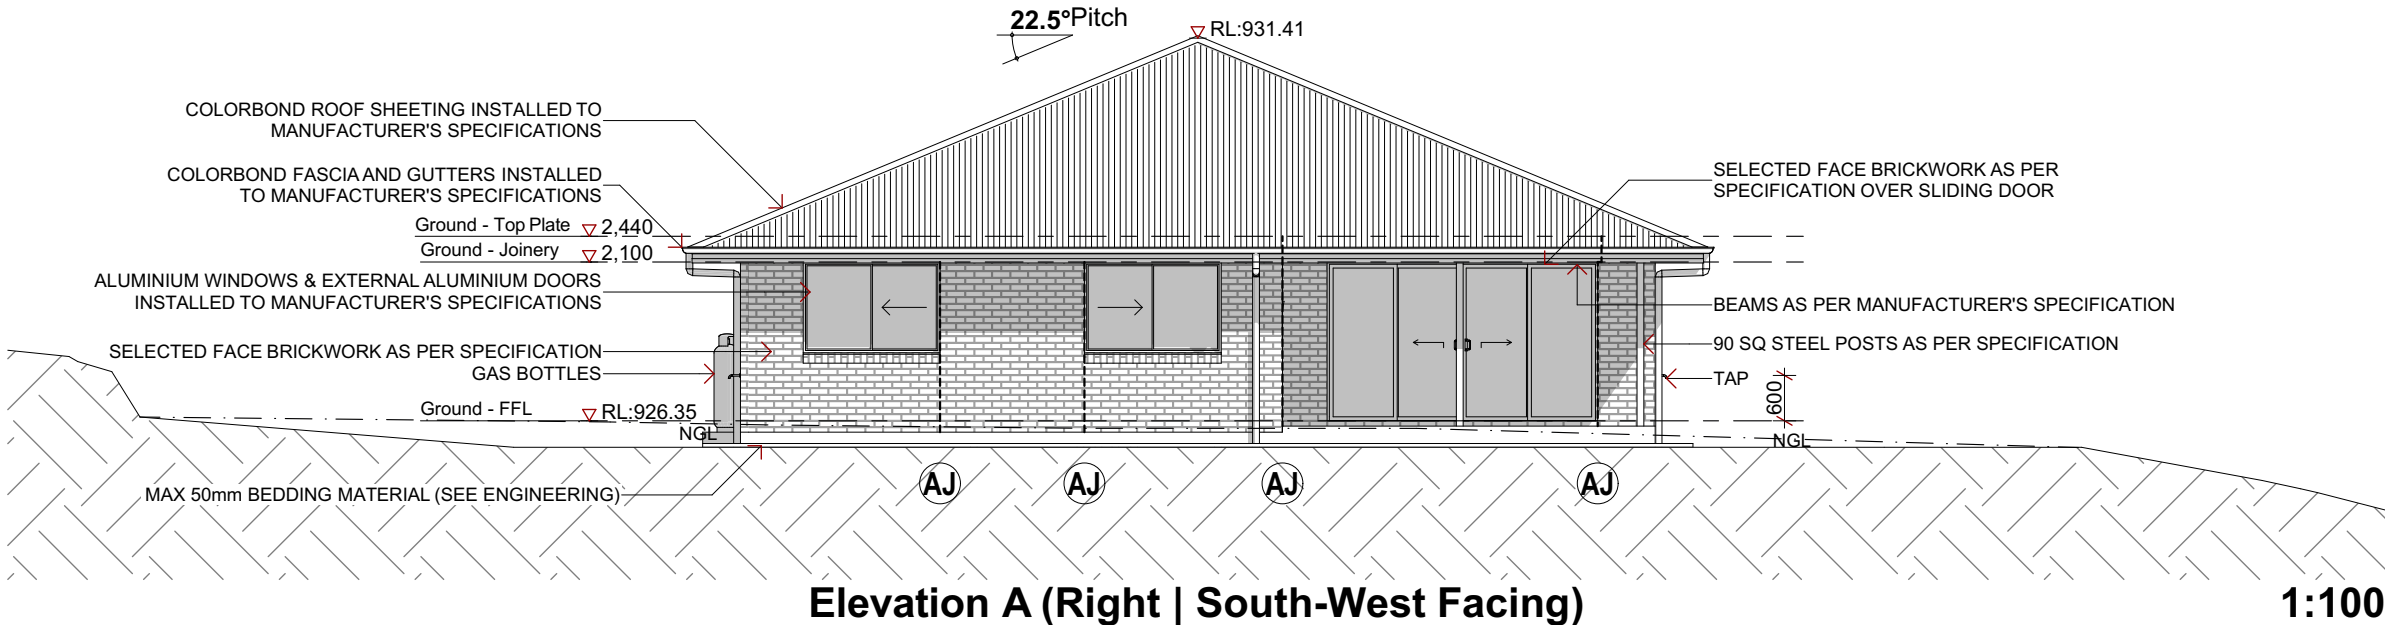 22.5°Pitch
RL:931.41
COLORBOND ROOF SHEETING INSTALLED TO
MANUFACTURER'S SPECIFICATIONS
COLORBOND FASCIA AND GUTTERS INSTALLED
TO MANUFACTURER'S SPECIFICATIONS
SELECTED FACE BRICKWORK AS PER
SPECIFICATION OVER SLIDING DOOR
Ground - Top Plate 2,440
Ground - Joinery 2,100
ALUMINIUM WINDOWS & EXTERNAL ALUMINIUM DOORS
INSTALLED TO MANUFACTURER'S SPECIFICATIONS
BEAMS AS PER MANUFACTURER'S SPECIFICATION
SELECTED FACE BRICKWORK AS PER SPECIFICATION
90 SQ STEEL POSTS AS PER SPECIFICATION
GAS BOTTLES
TAP
600
Ground - FFL RL:926.35
NGL
NGL
AJ AJ AJ AJ
MAX 50mm BEDDING MATERIAL (SEE ENGINEERING)
Elevation A (Right | South-West Facing)
1:100